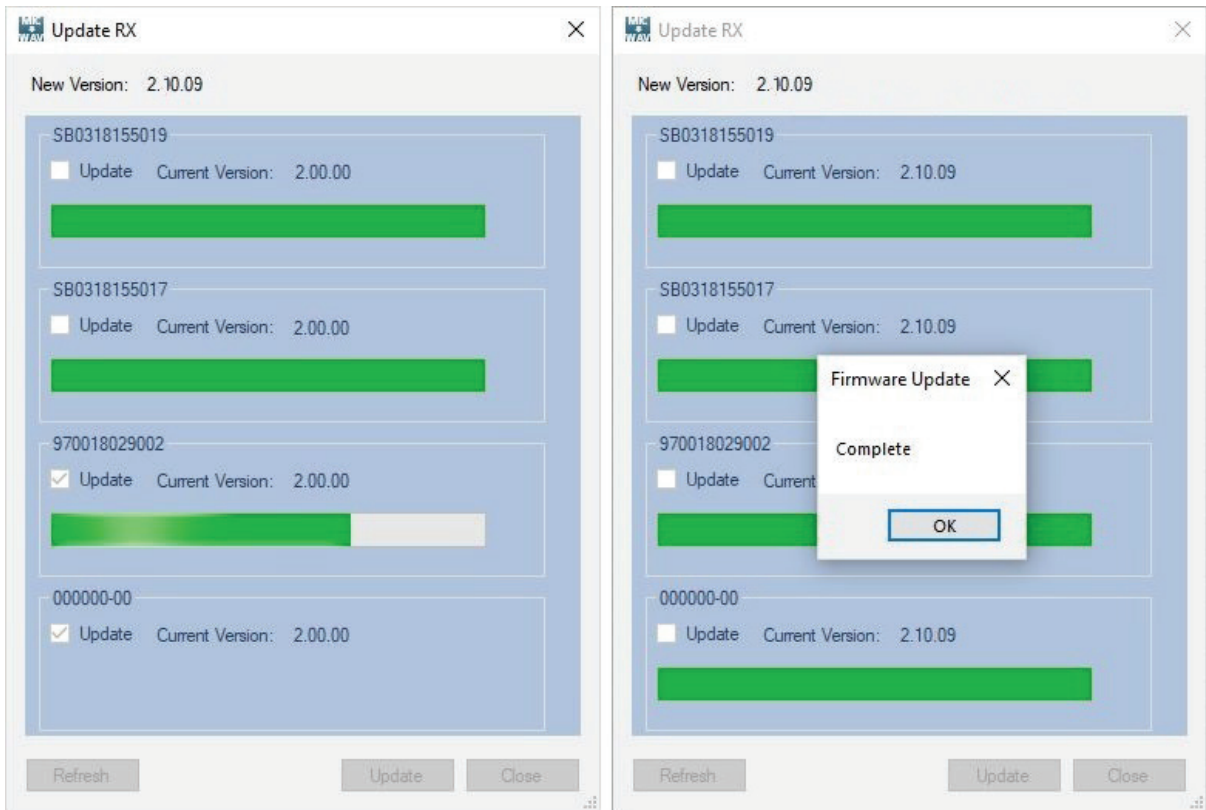 MIC
WAV
Update RX
New Version: 2.10.09
SB0318155019
Update Current Version: 2.00.00
SB0318155017
Update Current Version: 2.00.00
970018029002
Update Current Version: 2.00.00
000000-00
Update Current Version: 2.00.00
Refresh Update Close
MIC
WAV
Update RX
New Version: 2.10.09
SB0318155019
Update Current Version: 2.10.09
SB0318155017
Update Current Version: 2.10.09
970018029002
Update Current
Firmware Update
Complete
OK
000000-00
Update Current Version: 2.10.09
Refresh Update Close